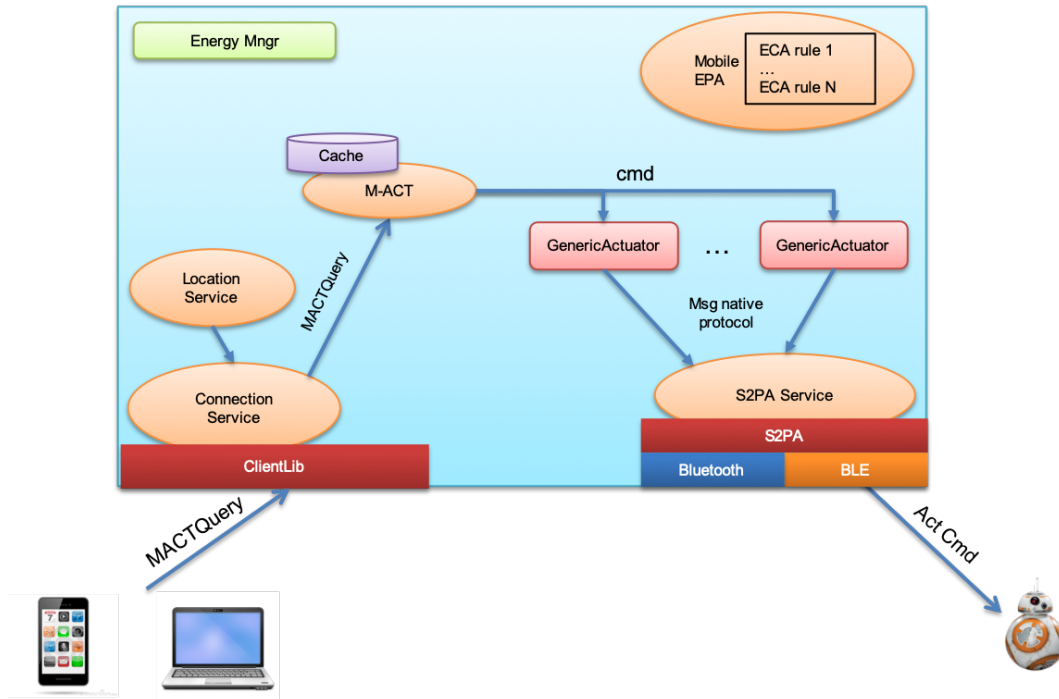 Energy Mngr
Mobile
EPA
ECA rule 1
...
ECA rule N
Cache
M-ACT
cmd
GenericActuator
...
GenericActuator
Location
Service
MACTQuery
Msg native
protocol
Connection
Service
S2PA Service
ClientLib
S2PA
Bluetooth
BLE
MACTQuery
Act Cmd
7